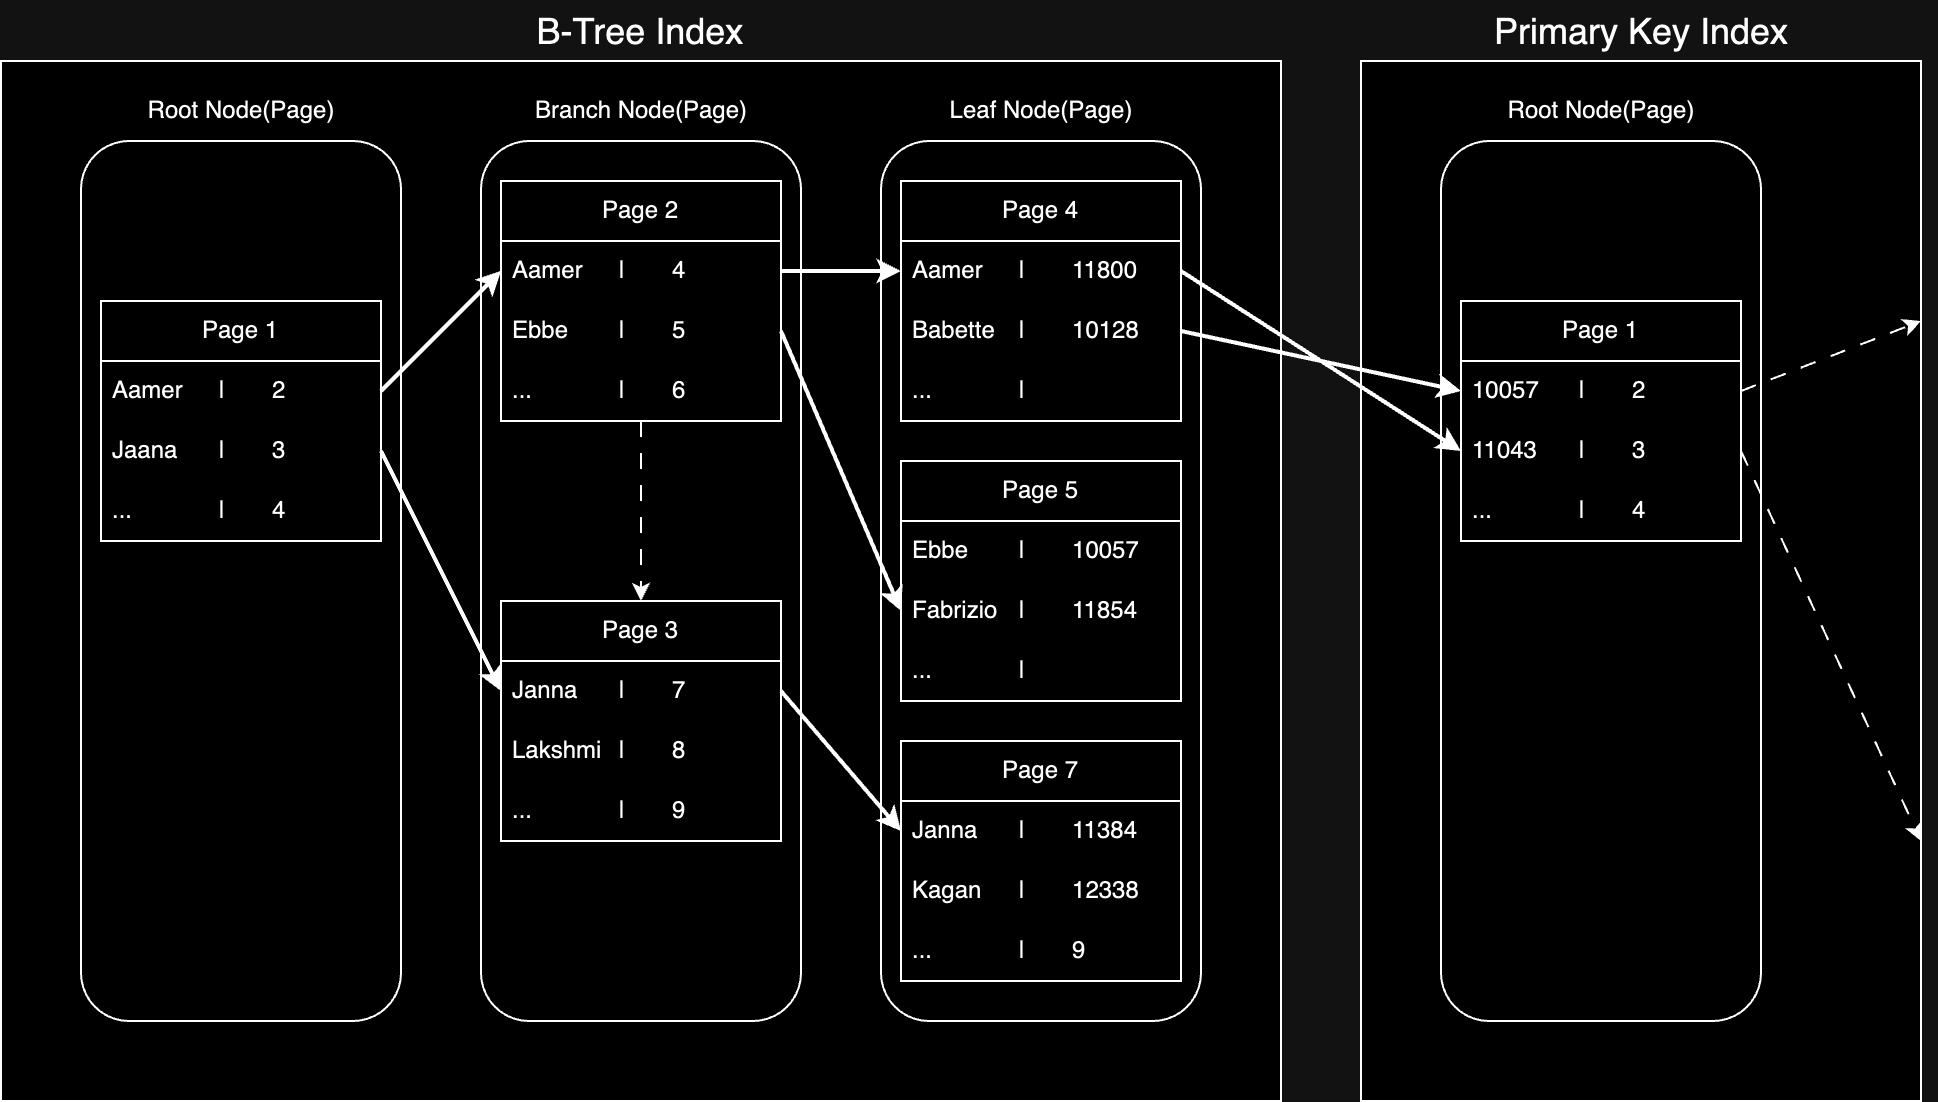 B-Tree Index
Root Node(Page)
Page 1
Aamer | 2
Jaana | 3
... | 4
Branch Node(Page)
Page 2
Aamer | 4
Ebbe | 5
... | 6
Page 3
Janna | 7
Lakshmi | 8
... | 9
Leaf Node(Page)
Page 4
Aamer | 11800
Babette | 10128
... |
Page 5
Ebbe | 10057
Fabrizio | 11854
... |
Page 7
Janna | 11384
Kagan | 12338
... | 9
Primary Key Index
Root Node(Page)
Page 1
10057 | 2
11043 | 3
... | 4